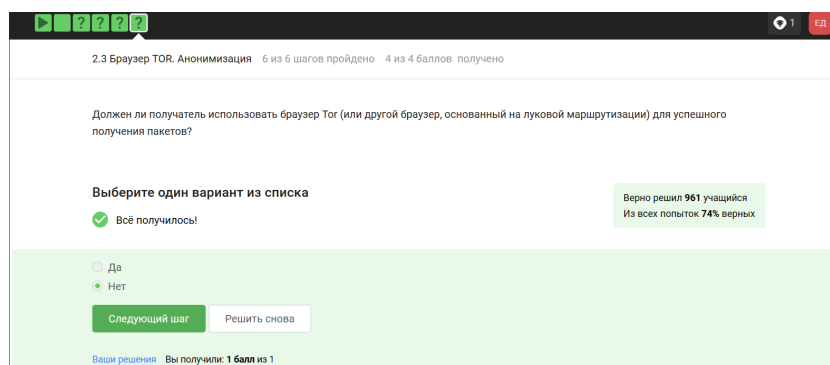 ? ? ? ?
1
ЕД
2.3 Браузер TOR. Анонимизация 6 из 6 шагов пройдено 4 из 4 баллов получено
Должен ли получатель использовать браузер Tor (или другой браузер, основанный на луковой маршрутизации) для успешного
получения пакетов?
Выберите один вариант из списка
Всё получилось!
Верно решил 961 учащийся
Из всех попыток 74% верных
Да
Нет
Следующий шаг Решить снова
Ваши решения Вы получили: 1 балл из 1